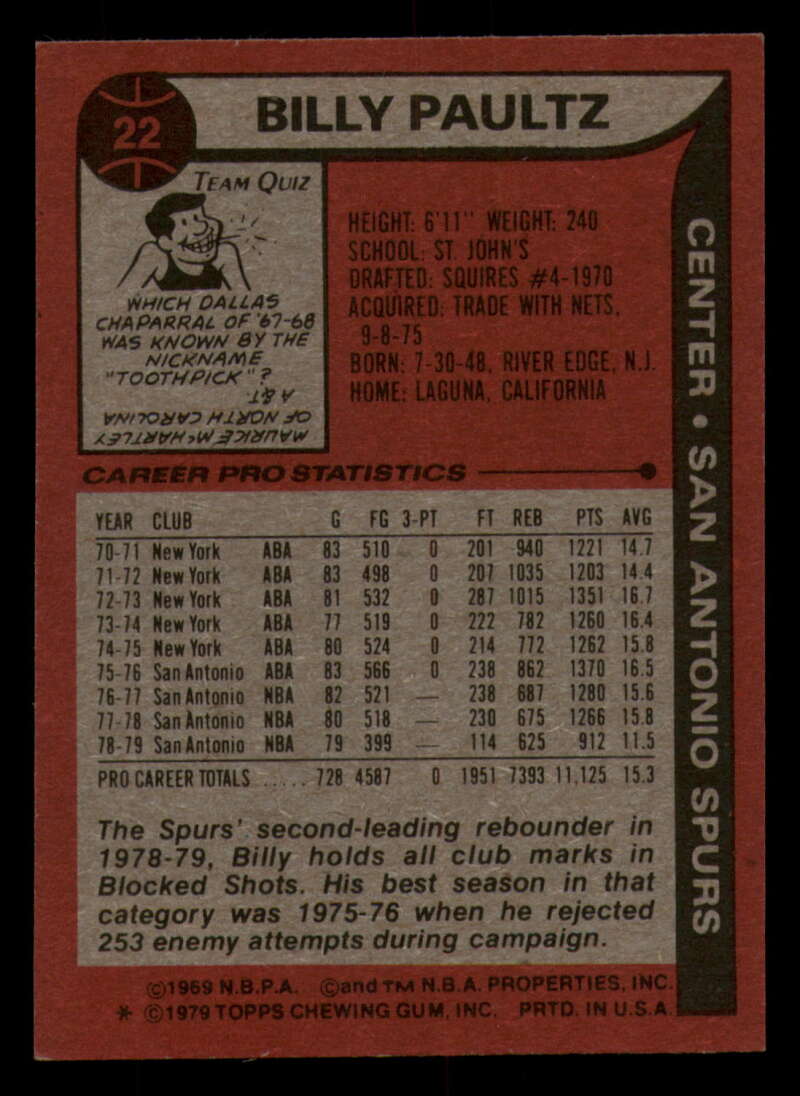 22
BILLY PAULTZ
TEAM QUIZ
WHICH DALLAS
CHAPARRAL OF '67-68
WAS KNOWN BY THE
NICKNAME
"TOOTHPICK"?
MAURICE McHARTLEY
OF NORTH CAROLINA
A & T
HEIGHT: 6'11" WEIGHT: 240
SCHOOL: ST. JOHN'S
DRAFTED: SQUIRES #4-1970
ACQUIRED: TRADE WITH NETS,
9-8-75
BORN: 7-30-48, RIVER EDGE, N.J.
HOME: LAGUNA, CALIFORNIA
CENTER • SAN ANTONIO SPURS
CAREER PRO STATISTICS
YEAR CLUB G FG 3-PT FT REB PTS AVG
70-71 New York ABA 83 510 0 201 940 1221 14.7
71-72 New York ABA 83 498 0 207 1035 1203 14.4
72-73 New York ABA 81 532 0 287 1015 1351 16.7
73-74 New York ABA 77 519 0 222 782 1260 16.4
74-75 New York ABA 80 524 0 214 772 1262 15.8
75-76 San Antonio ABA 83 566 0 238 862 1370 16.5
76-77 San Antonio NBA 82 521 — 238 687 1280 15.6
77-78 San Antonio NBA 80 518 — 230 675 1266 15.8
78-79 San Antonio NBA 79 399 — 114 625 912 11.5
PRO CAREER TOTALS ..... 728 4587 0 1951 7393 11,125 15.3
The Spurs' second-leading rebounder in
1978-79, Billy holds all club marks in
Blocked Shots. His best season in that
category was 1975-76 when he rejected
253 enemy attempts during campaign.
©1969 N.B.P.A. ©and TM N.B.A. PROPERTIES, INC.
* ©1979 TOPPS CHEWING GUM, INC. PRTD. IN U.S.A.